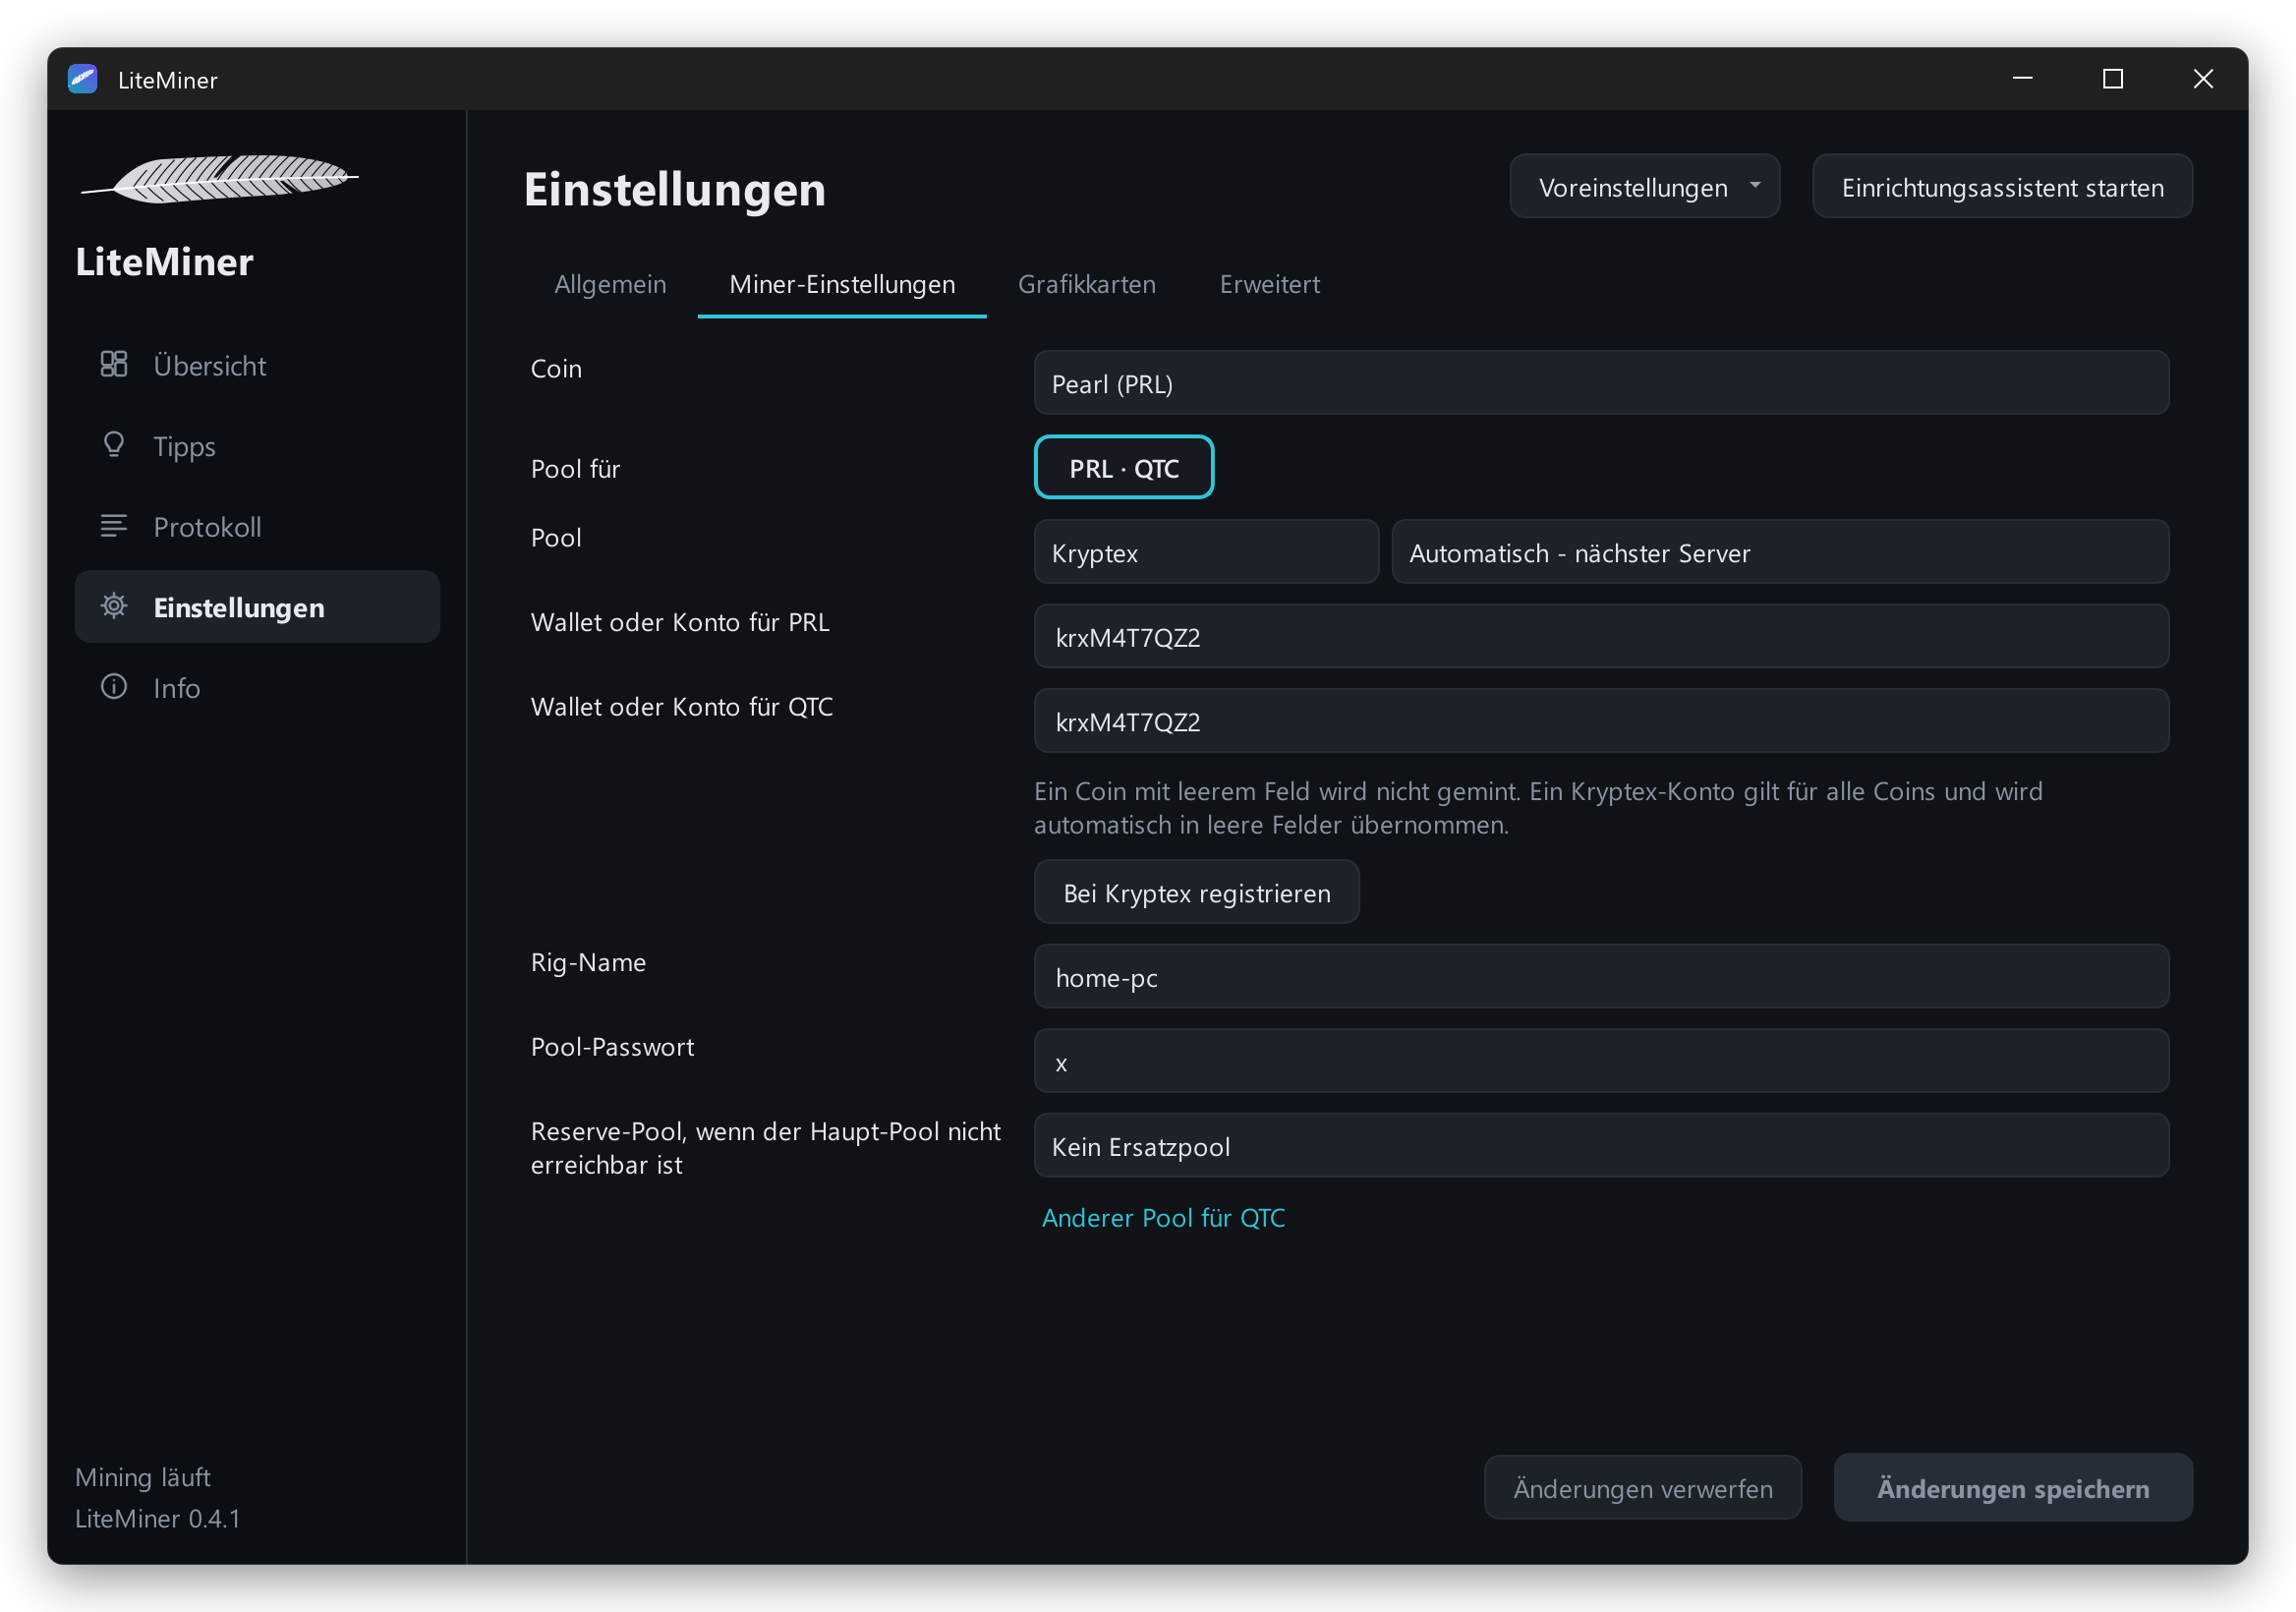 LiteMiner
LiteMiner
Übersicht
Tipps
Protokoll
Einstellungen
Info
Mining läuft
LiteMiner 0.4.1
Einstellungen
Voreinstellungen
Einrichtungsassistent starten
Allgemein
Miner-Einstellungen
Grafikkarten
Erweitert
Coin
Pearl (PRL)
Pool für
PRL · QTC
Pool
Kryptex
Automatisch - nächster Server
Wallet oder Konto für PRL
krxM4T7QZ2
Wallet oder Konto für QTC
krxM4T7QZ2
Ein Coin mit leerem Feld wird nicht gemint. Ein Kryptex-Konto gilt für alle Coins und wird
automatisch in leere Felder übernommen.
Bei Kryptex registrieren
Rig-Name
home-pc
Pool-Passwort
x
Reserve-Pool, wenn der Haupt-Pool nicht
erreichbar ist
Kein Ersatzpool
Anderer Pool für QTC
Änderungen verwerfen
Änderungen speichern